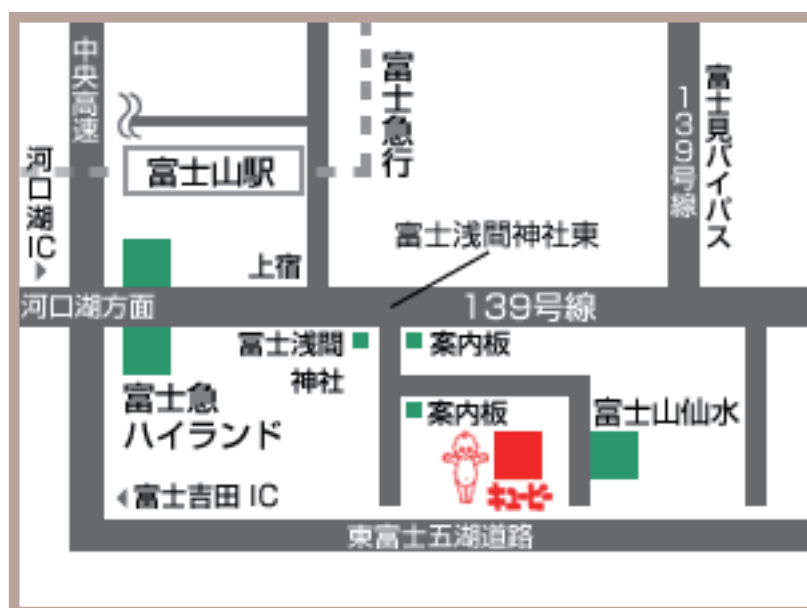 中央高速
富士急行
139号線
富士見バイパス
河口湖IC
富士山駅
上宿
富士浅間神社東
河口湖方面
139号線
富士浅間
神社
案内板
案内板
富士急
ハイランド
富士山仙水
キューピー
富士吉田 IC
東富士五湖道路